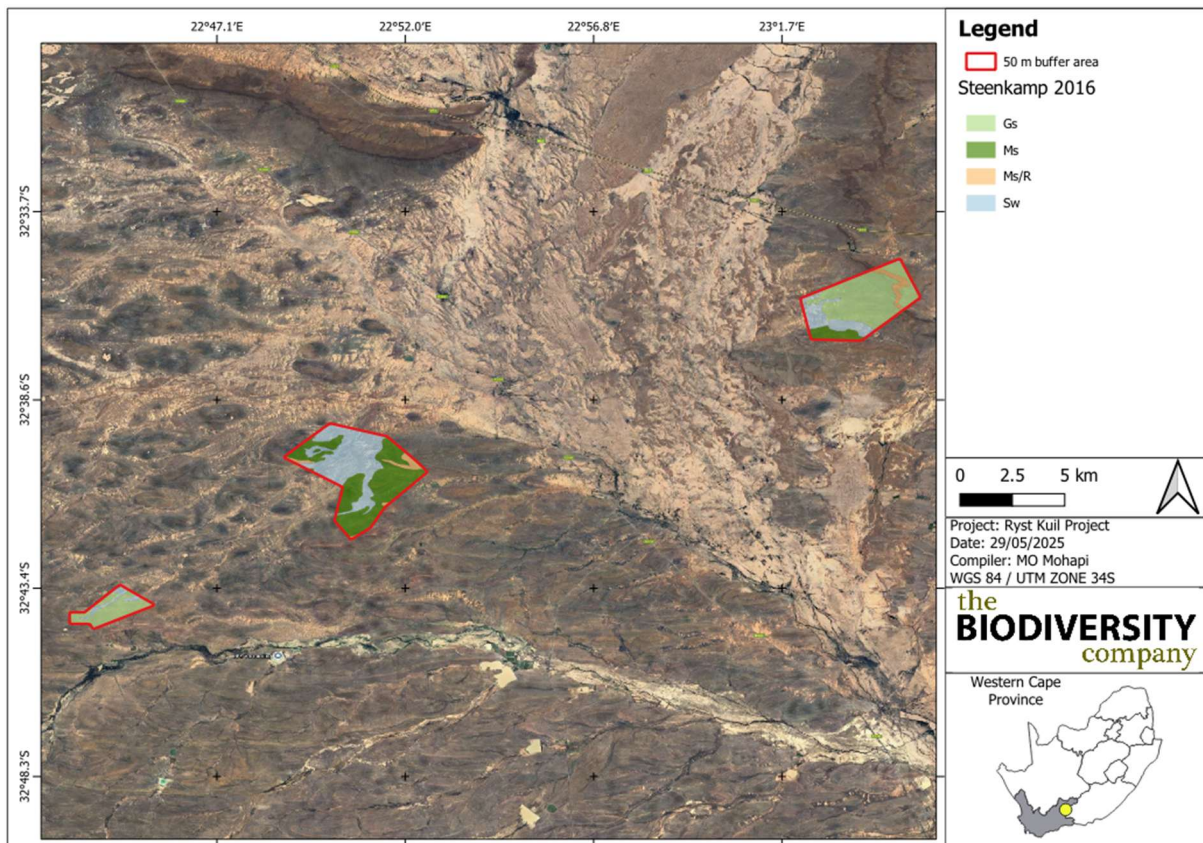 22°47.1′E 22°52.0′E 22°56.8′E 23°1.7′E
32°33.7′S
32°38.6′S
32°43.4′S
32°48.3′S
Legend
50 m buffer area
Steenkamp 2016
Gs
Ms
Ms/R
Sw
0 2.5 5 km
Project: Ryst Kuil Project
Date: 29/05/2025
Compiler: MO Mohapi
WGS 84 / UTM ZONE 34S
the
BIODIVERSITY
company
Western Cape
Province